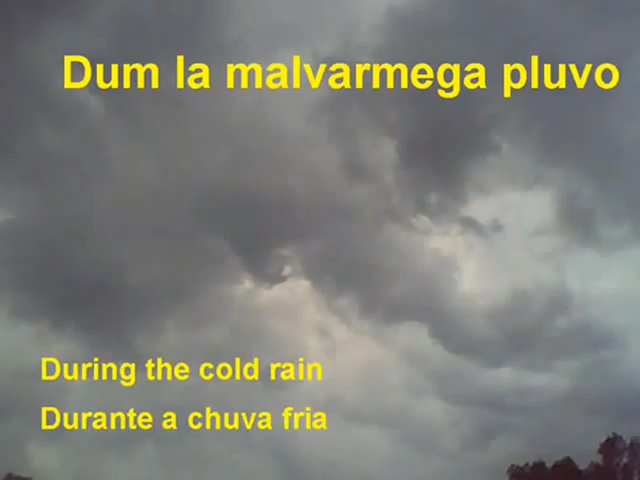 Dum la malvarmega pluvo
During the cold rain
Durante a chuva fria